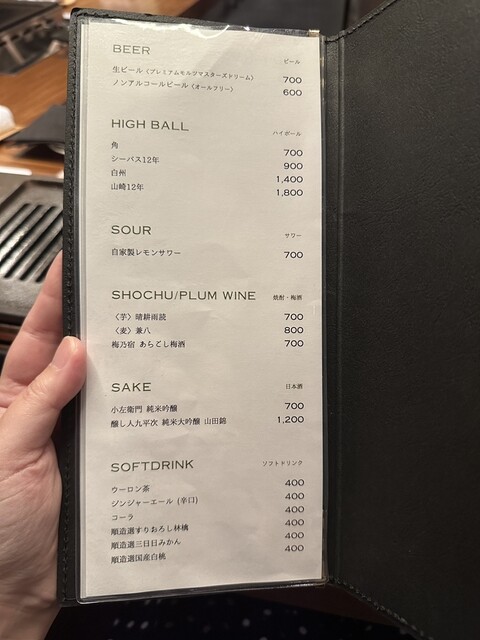 BEER ビール
生ビール〈プレミアムモルツマスターズドリーム〉 700
ノンアルコールビール〈オールフリー〉 600
HIGH BALL ハイボール
角 700
シーバス12年 900
白州 1,400
山崎12年 1,800
SOUR サワー
自家製レモンサワー 700
SHOCHU/PLUM WINE 焼酎・梅酒
〈芋〉晴耕雨読 700
〈麦〉兼八 800
梅乃宿 あらごし梅酒 700
SAKE 日本酒
小左衛門 純米吟醸 700
醸し人九平次 純米大吟醸 山田錦 1,200
SOFTDRINK ソフトドリンク
ウーロン茶 400
ジンジャーエール (辛口) 400
コーラ 400
順造選すりおろし林檎 400
順造選三日日みかん 400
順造選国産白桃 400